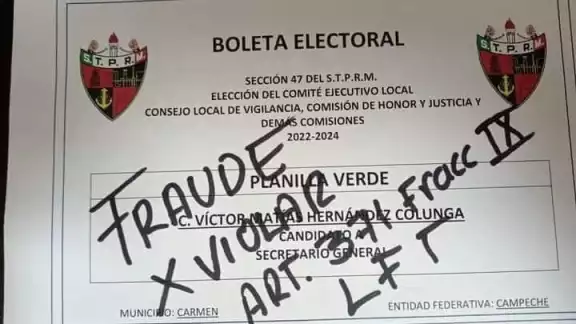 BOLETA ELECTORAL
S.T.P.R.M.
S.T.P.R.M.
SECCIÓN 47 DEL S.T.P.R.M.
ELECCIÓN DEL COMITÉ EJECUTIVO LOCAL
CONSEJO LOCAL DE VIGILANCIA, COMISIÓN DE HONOR Y JUSTICIA Y
DEMÁS COMISIONES
2022-2024
PLANILLA VERDE
C. VÍCTOR MATÍAS HERNÁNDEZ COLUNGA
CANDIDATO A
SECRETARIO GENERAL
MUNICIPIO: CARMEN
ENTIDAD FEDERATIVA: CAMPECHE
FRAUDE
X VIOLAR
ART. 371 Fracc IX
LFT